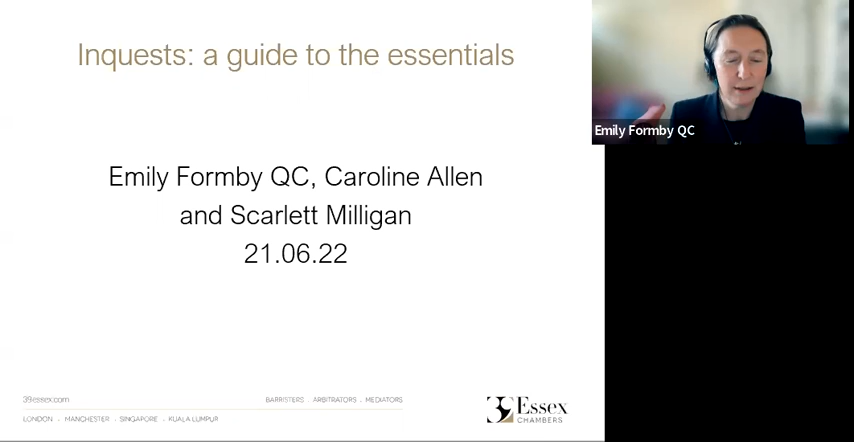 Inquests: a guide to the essentials
Emily Formby QC
Emily Formby QC, Caroline Allen
and Scarlett Milligan
21.06.22
39essex.com
BARRISTERS . ARBITRATORS . MEDIATORS
LONDON . MANCHESTER . SINGAPORE . KUALA LUMPUR
39 Essex
CHAMBERS